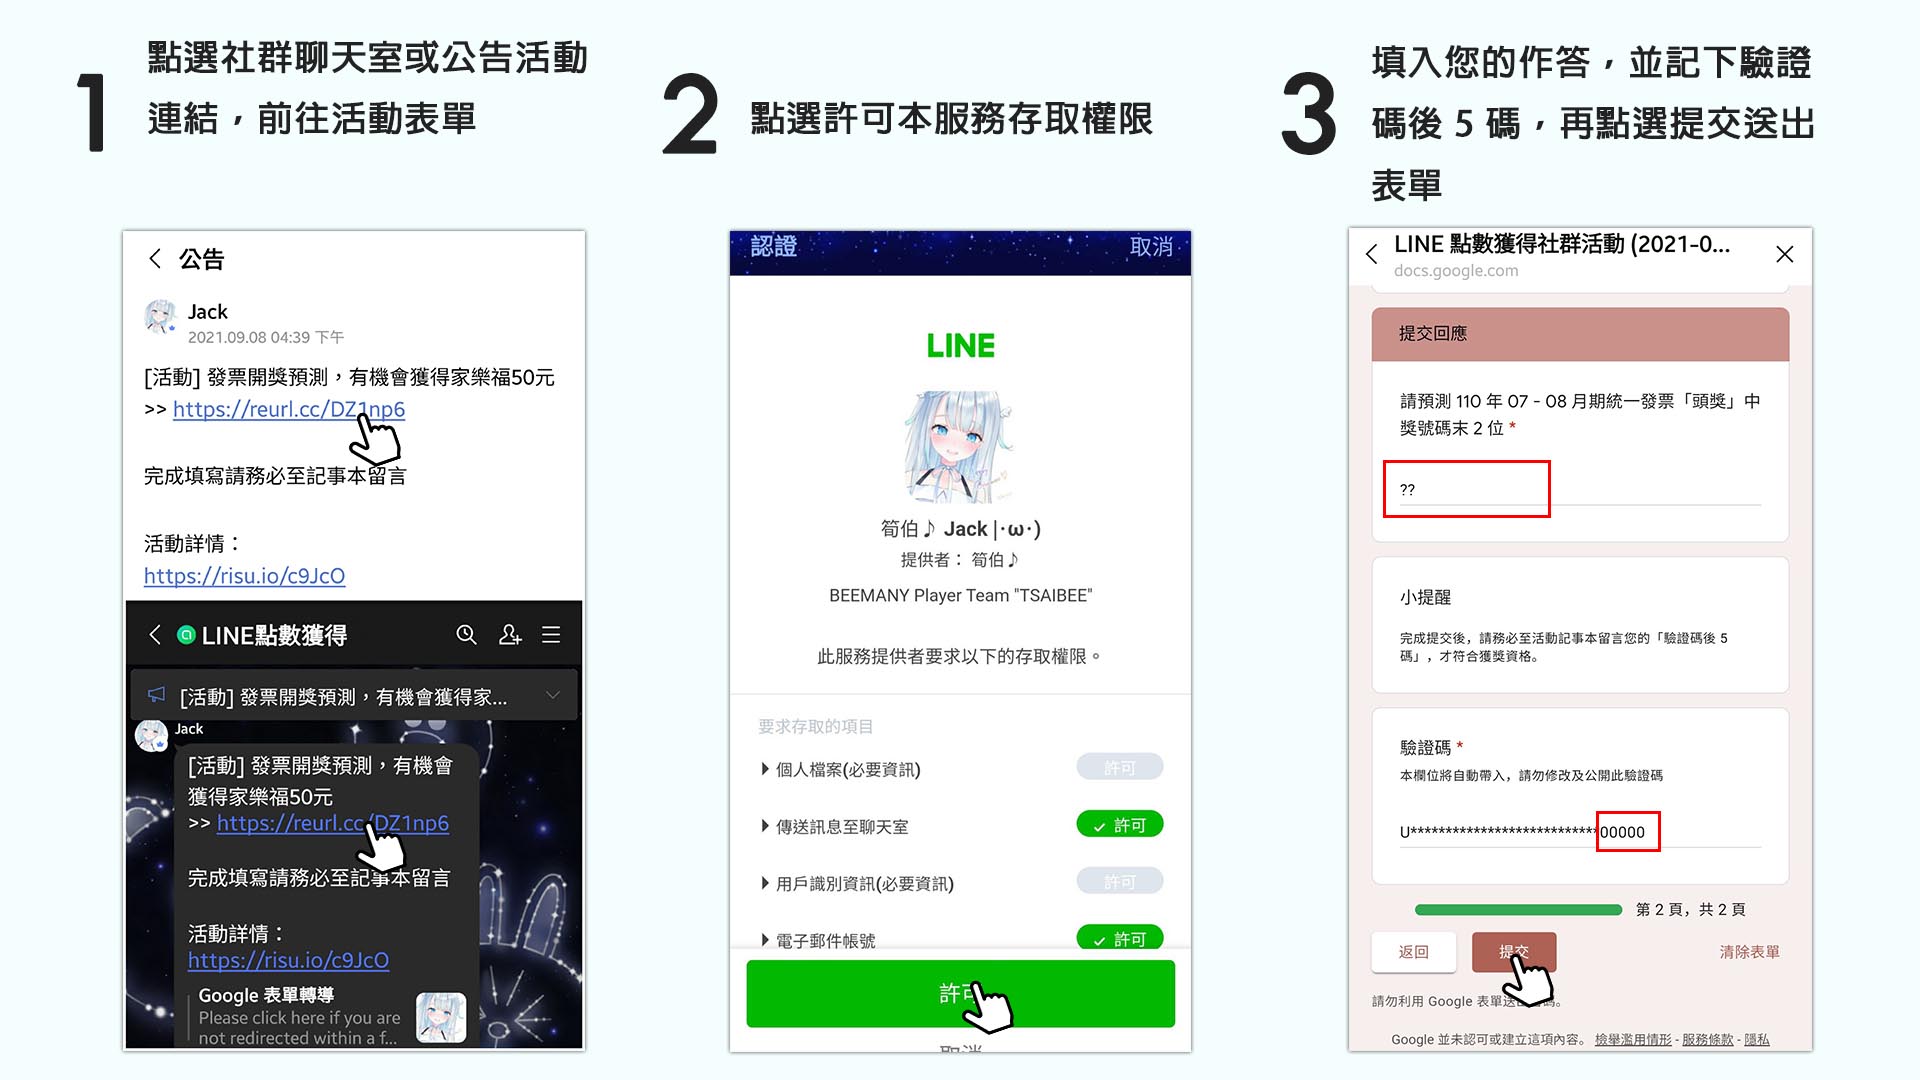 1
點選社群聊天室或公告活動
連結，前往活動表單
公告
Jack
2021.09.08 04:39 下午
[活動] 發票開獎預測，有機會獲得家樂福50元
>> https://reurl.cc/DZ1np6
完成填寫請務必至記事本留言
活動詳情：
https://risu.io/c9JcO
LINE點數獲得
[活動] 發票開獎預測，有機會獲得家...
Jack
[活動] 發票開獎預測，有機會
獲得家樂福50元
>> https://reurl.cc/DZ1np6
完成填寫請務必至記事本留言
活動詳情：
https://risu.io/c9JcO
Google 表單轉導
Please click here if you are
not redirected within a f...
2
點選許可本服務存取權限
認證
取消
LINE
筍伯♪ Jack |･ω･)
提供者： 筍伯♪
BEEMANY Player Team "TSAIBEE"
此服務提供者要求以下的存取權限。
要求存取的項目
個人檔案(必要資訊) 許可
傳送訊息至聊天室 許可
用戶識別資訊(必要資訊) 許可
電子郵件帳號 許可
許可
取消
3
填入您的作答，並記下驗證
碼後 5 碼，再點選提交送出
表單
LINE 點數獲得社群活動 (2021-0...
docs.google.com
提交回應
請預測 110 年 07 - 08 月期統一發票「頭獎」中
獎號碼末 2 位 *
??
小提醒
完成提交後，請務必至活動記事本留言您的「驗證碼後 5
碼」，才符合獲獎資格。
驗證碼 *
本欄位將自動帶入，請勿修改及公開此驗證碼
U***************************00000
第 2 頁，共 2 頁
返回
提交
清除表單
請勿利用 Google 表單送出密碼。
Google 並未認可或建立這項內容。 檢舉濫用情形 - 服務條款 - 隱私